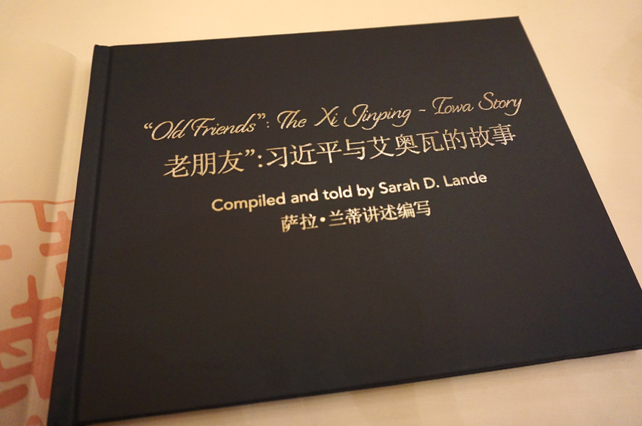 "Old Friends": The Xi Jinping ~ Iowa Story
老朋友”:习近平与艾奥瓦的故事
Compiled and told by Sarah D. Lande
萨拉•兰蒂讲述编写